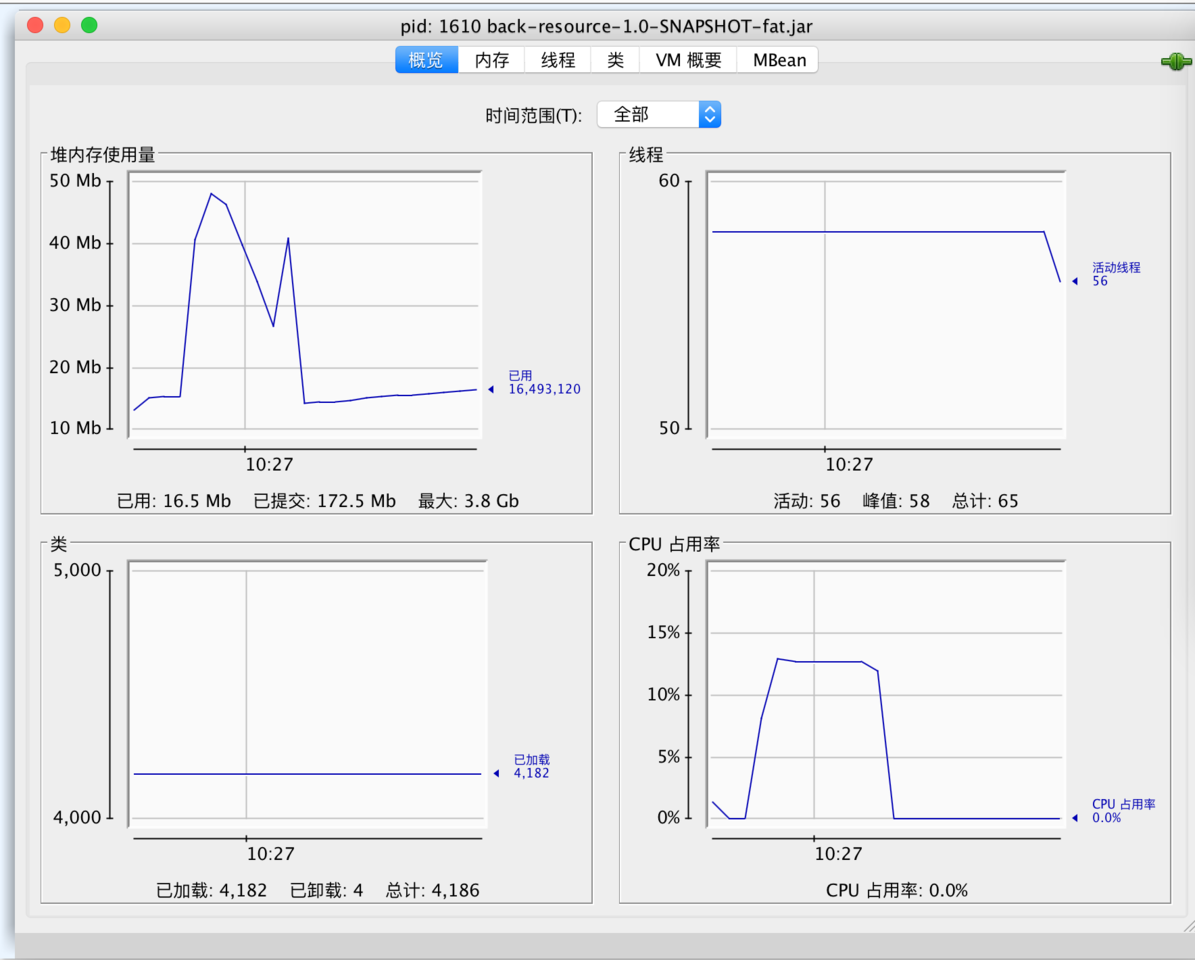 pid: 1610 back-resource-1.0-SNAPSHOT-fat.jar
概览 内存 线程 类 VM 概要 MBean
时间范围(T): 全部
堆内存使用量
50 Mb
40 Mb
30 Mb
20 Mb
10 Mb
已用
16,493,120
10:27
已用: 16.5 Mb 已提交: 172.5 Mb 最大: 3.8 Gb
线程
60
50
活动线程
56
10:27
活动: 56 峰值: 58 总计: 65
类
5,000
4,000
已加载
4,182
10:27
已加载: 4,182 已卸载: 4 总计: 4,186
CPU 占用率
20%
15%
10%
5%
0%
CPU 占用率
0.0%
10:27
CPU 占用率: 0.0%